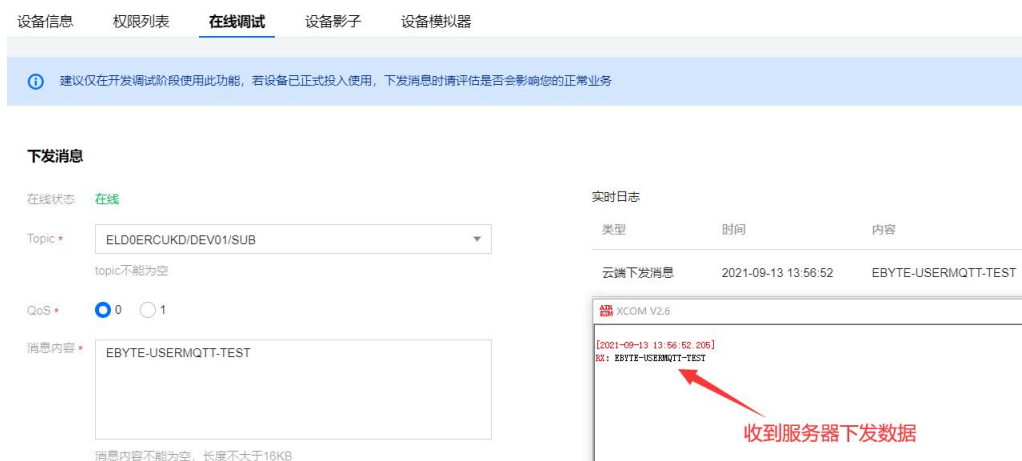 设备信息 权限列表 在线调试 设备影子 设备模拟器
建议仅在开发调试阶段使用此功能，若设备已正式投入使用，下发消息时请评估是否会影响您的正常业务
下发消息
在线状态 在线
Topic * ELD0ERCUKD/DEV01/SUB
topic不能为空
QoS * 0 1
消息内容 * EBYTE-USERMQTT-TEST
消息内容不能为空，长度不大于16KB
实时日志
类型 时间 内容
云端下发消息 2021-09-13 13:56:52 EBYTE-USERMQTT-TEST
ATK XCOM XCOM V2.6
[2021-09-13 13:56:52.205]
RX: EBYTE-USERMQTT-TEST
收到服务器下发数据